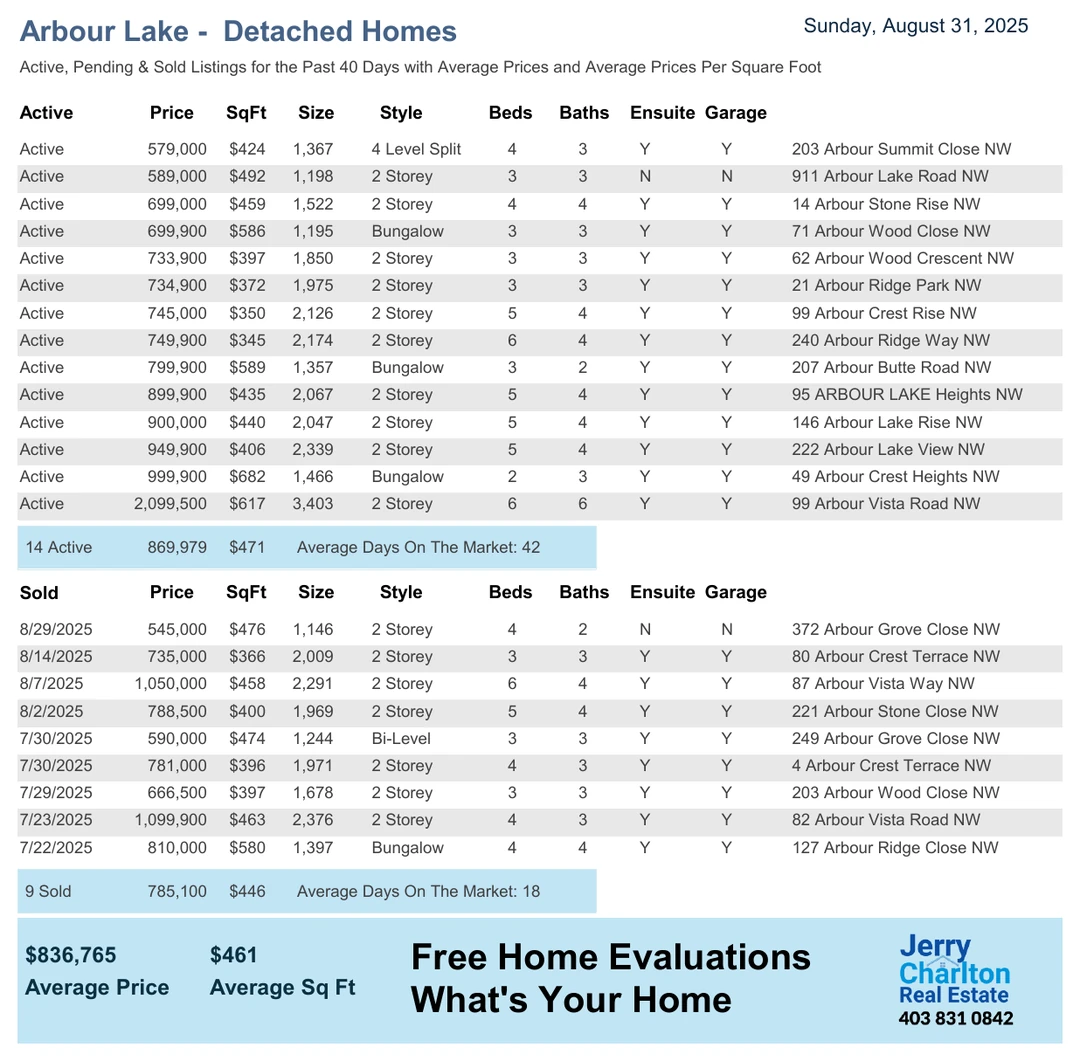 Arbour Lake - Detached Homes
Sunday, August 31, 2025
Active, Pending & Sold Listings for the Past 40 Days with Average Prices and Average Prices Per Square Foot
Active Price SqFt Size Style Beds Baths Ensuite Garage
Active 579,000 $424 1,367 4 Level Split 4 3 Y Y 203 Arbour Summit Close NW
Active 589,000 $492 1,198 2 Storey 3 3 N N 911 Arbour Lake Road NW
Active 699,000 $459 1,522 2 Storey 4 4 Y Y 14 Arbour Stone Rise NW
Active 699,900 $586 1,195 Bungalow 3 3 Y Y 71 Arbour Wood Close NW
Active 733,900 $397 1,850 2 Storey 3 3 Y Y 62 Arbour Wood Crescent NW
Active 734,900 $372 1,975 2 Storey 3 3 Y Y 21 Arbour Ridge Park NW
Active 745,000 $350 2,126 2 Storey 5 4 Y Y 99 Arbour Crest Rise NW
Active 749,900 $345 2,174 2 Storey 6 4 Y Y 240 Arbour Ridge Way NW
Active 799,900 $589 1,357 Bungalow 3 2 Y Y 207 Arbour Butte Road NW
Active 899,900 $435 2,067 2 Storey 5 4 Y Y 95 ARBOUR LAKE Heights NW
Active 900,000 $440 2,047 2 Storey 5 4 Y Y 146 Arbour Lake Rise NW
Active 949,900 $406 2,339 2 Storey 5 4 Y Y 222 Arbour Lake View NW
Active 999,900 $682 1,466 Bungalow 2 3 Y Y 49 Arbour Crest Heights NW
Active 2,099,500 $617 3,403 2 Storey 6 6 Y Y 99 Arbour Vista Road NW
14 Active 869,979 $471 Average Days On The Market: 42
Sold Price SqFt Size Style Beds Baths Ensuite Garage
8/29/2025 545,000 $476 1,146 2 Storey 4 2 N N 372 Arbour Grove Close NW
8/14/2025 735,000 $366 2,009 2 Storey 3 3 Y Y 80 Arbour Crest Terrace NW
8/7/2025 1,050,000 $458 2,291 2 Storey 6 4 Y Y 87 Arbour Vista Way NW
8/2/2025 788,500 $400 1,969 2 Storey 5 4 Y Y 221 Arbour Stone Close NW
7/30/2025 590,000 $474 1,244 Bi-Level 3 3 Y Y 249 Arbour Grove Close NW
7/30/2025 781,000 $396 1,971 2 Storey 4 3 Y Y 4 Arbour Crest Terrace NW
7/29/2025 666,500 $397 1,678 2 Storey 3 3 Y Y 203 Arbour Wood Close NW
7/23/2025 1,099,900 $463 2,376 2 Storey 4 3 Y Y 82 Arbour Vista Road NW
7/22/2025 810,000 $580 1,397 Bungalow 4 4 Y Y 127 Arbour Ridge Close NW
9 Sold 785,100 $446 Average Days On The Market: 18
$836,765 $461
Average Price Average Sq Ft
Free Home Evaluations
What's Your Home
Jerry
Charlton
Real Estate
403 831 0842